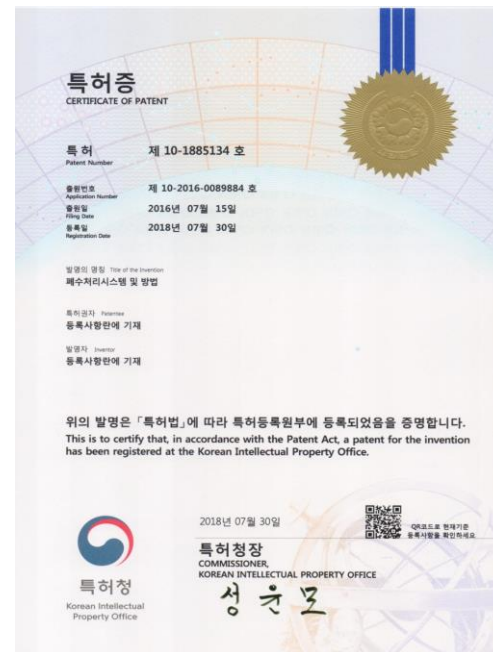 특허증
CERTIFICATE OF PATENT
특 허 제 10-1885134 호
Patent Number
출원번호 제 10-2016-0089884 호
Application Number
출원일 2016년 07월 15일
Filing Date
등록일 2018년 07월 30일
Registration Date
발명의 명칭 Title of the Invention
폐수처리시스템 및 방법
특허권자 Patentee
등록사항란에 기재
발명자 Inventor
등록사항란에 기재
위의 발명은 「특허법」에 따라 특허등록원부에 등록되었음을 증명합니다.
This is to certify that, in accordance with the Patent Act, a patent for the invention
has been registered at the Korean Intellectual Property Office.
2018년 07월 30일
QR코드로 현재기준
등록사항을 확인하세요
특허청장
COMMISSIONER,
KOREAN INTELLECTUAL PROPERTY OFFICE
성윤모
특허청
Korean Intellectual
Property Office